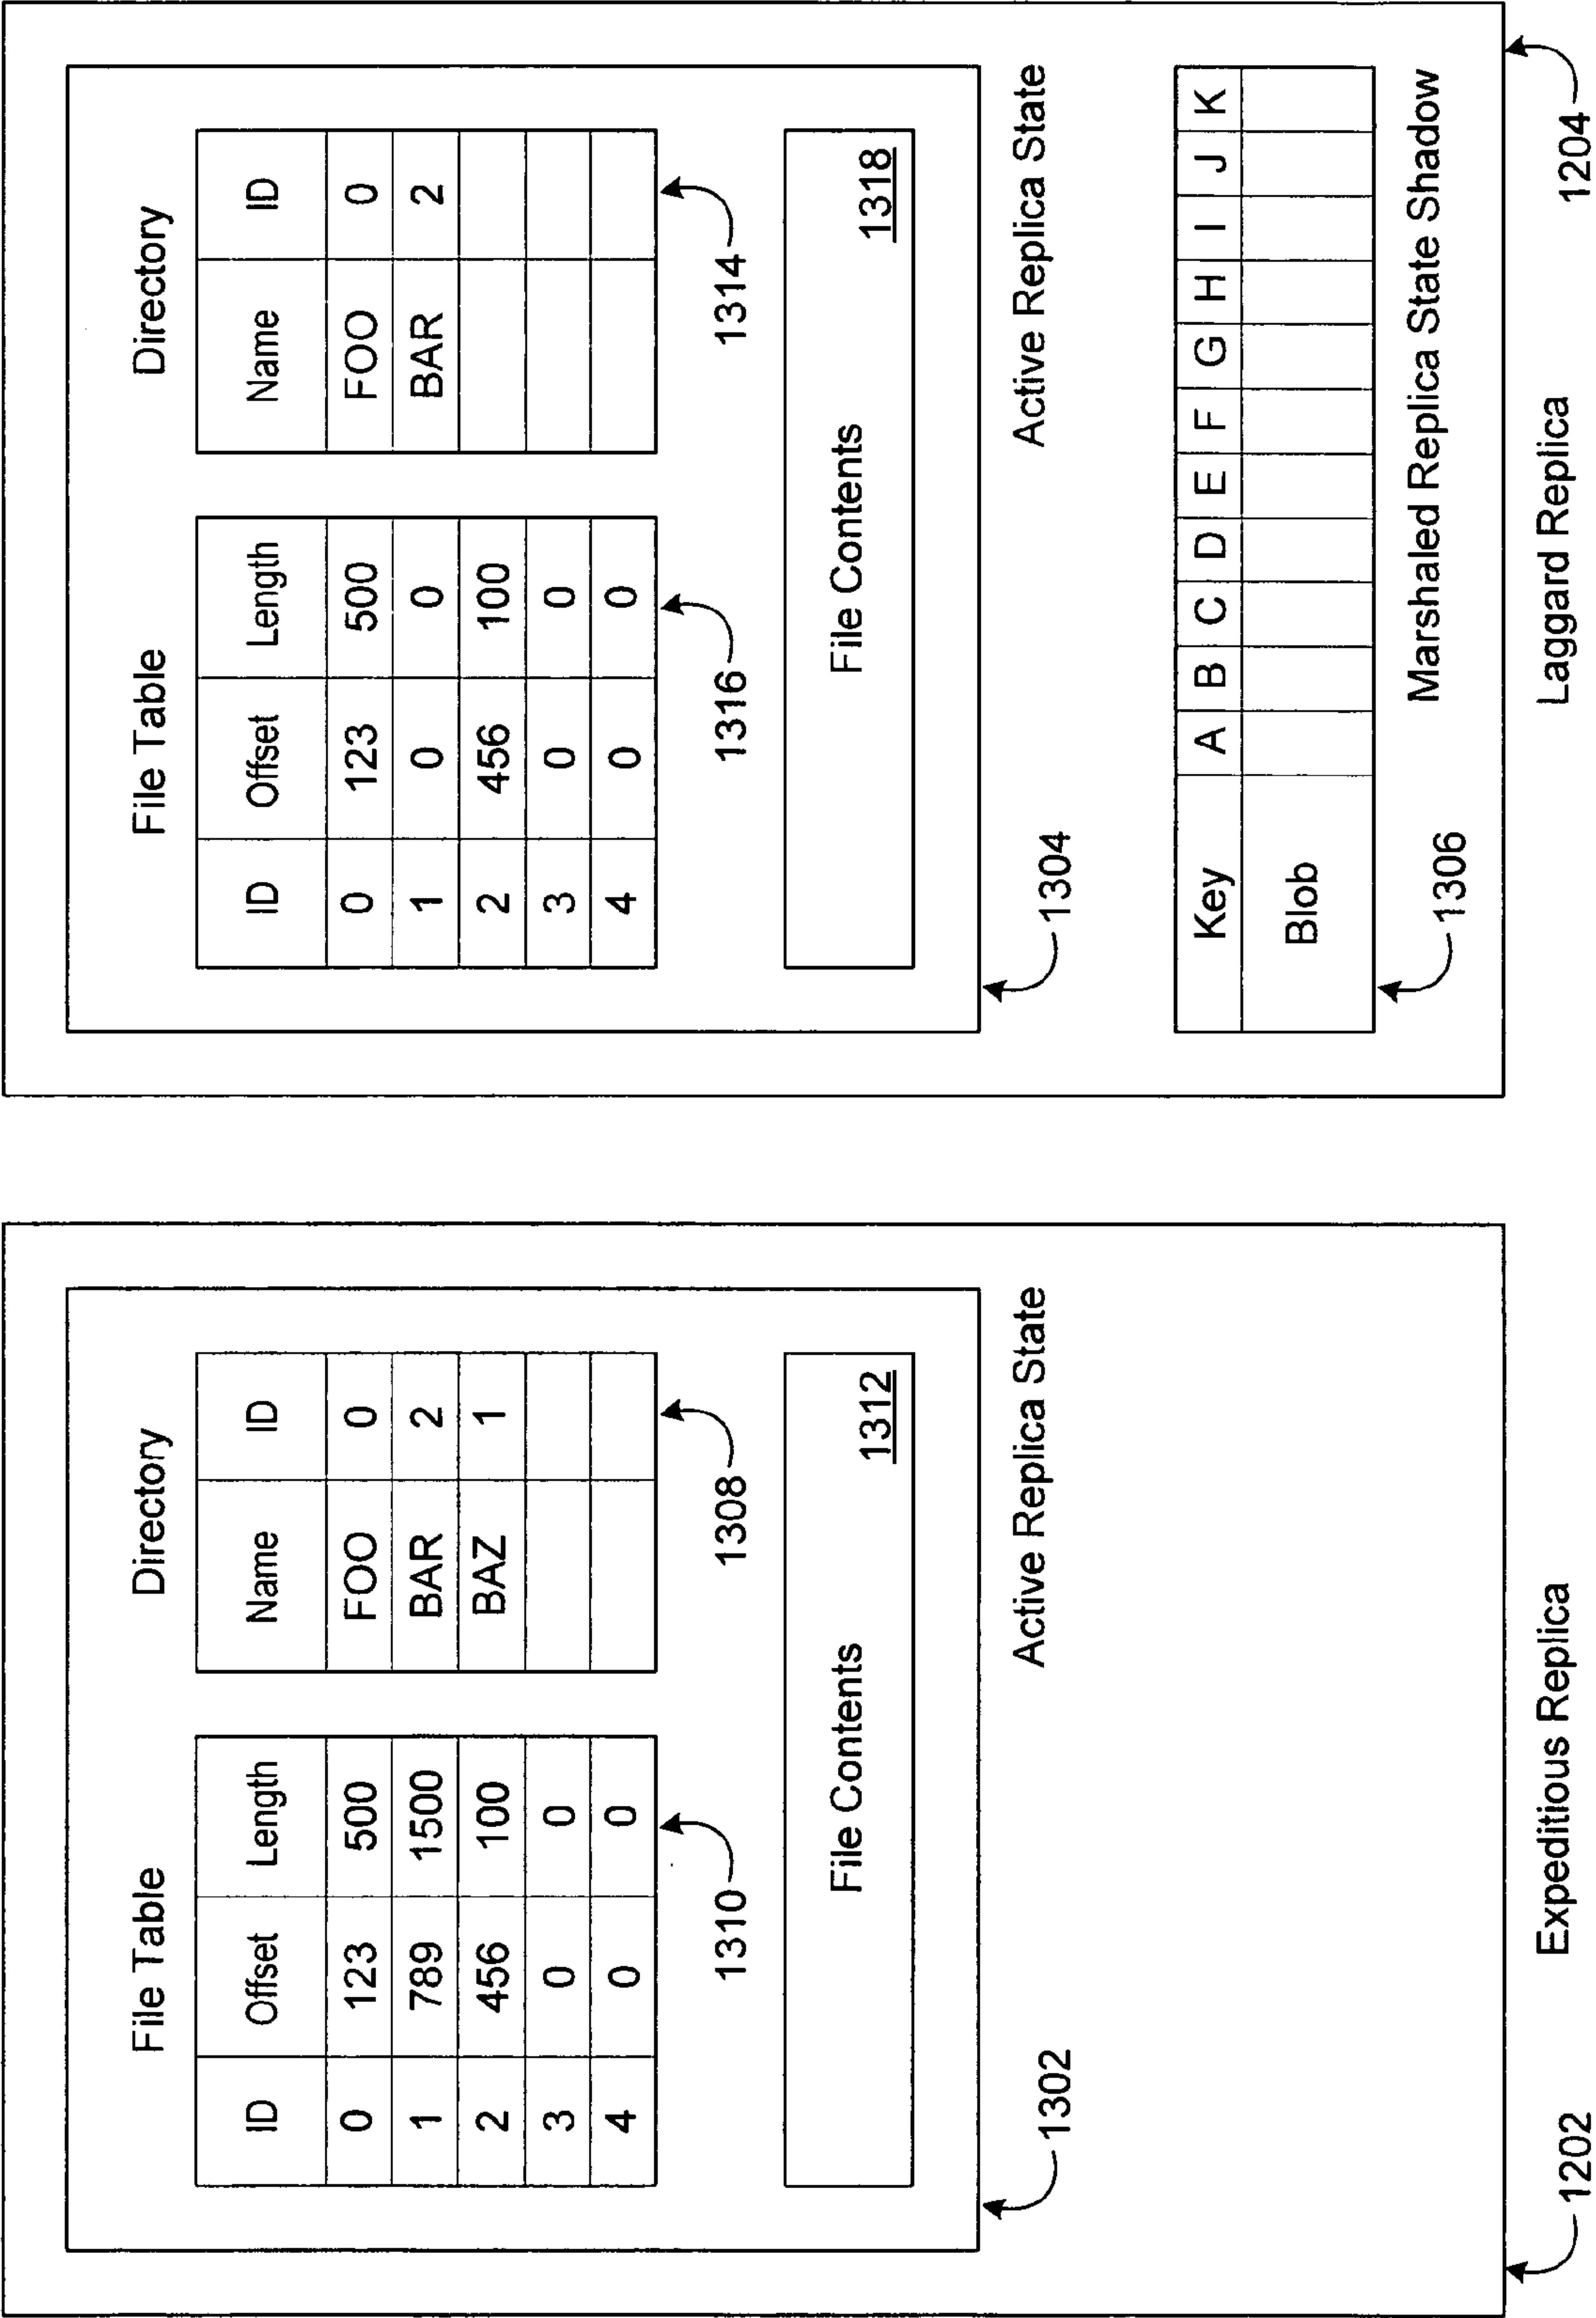 File Table
Directory
ID Offset Length
0 123 500
1 789 1500
2 456 100
3 0 0
4 0 0
Name ID
FOO 0
BAR 2
BAZ 1
1310
1308
File Contents
1312
1302
Active Replica State
Expeditious Replica
1202
File Table
Directory
ID Offset Length
0 123 500
1 0 0
2 456 100
3 0 0
4 0 0
Name ID
FOO 0
BAR 2
1316
1314
File Contents
1318
1304
Active Replica State
Key A B C D E F G H I J K
Blob
1306
Marshaled Replica State Shadow
Laggard Replica
1204